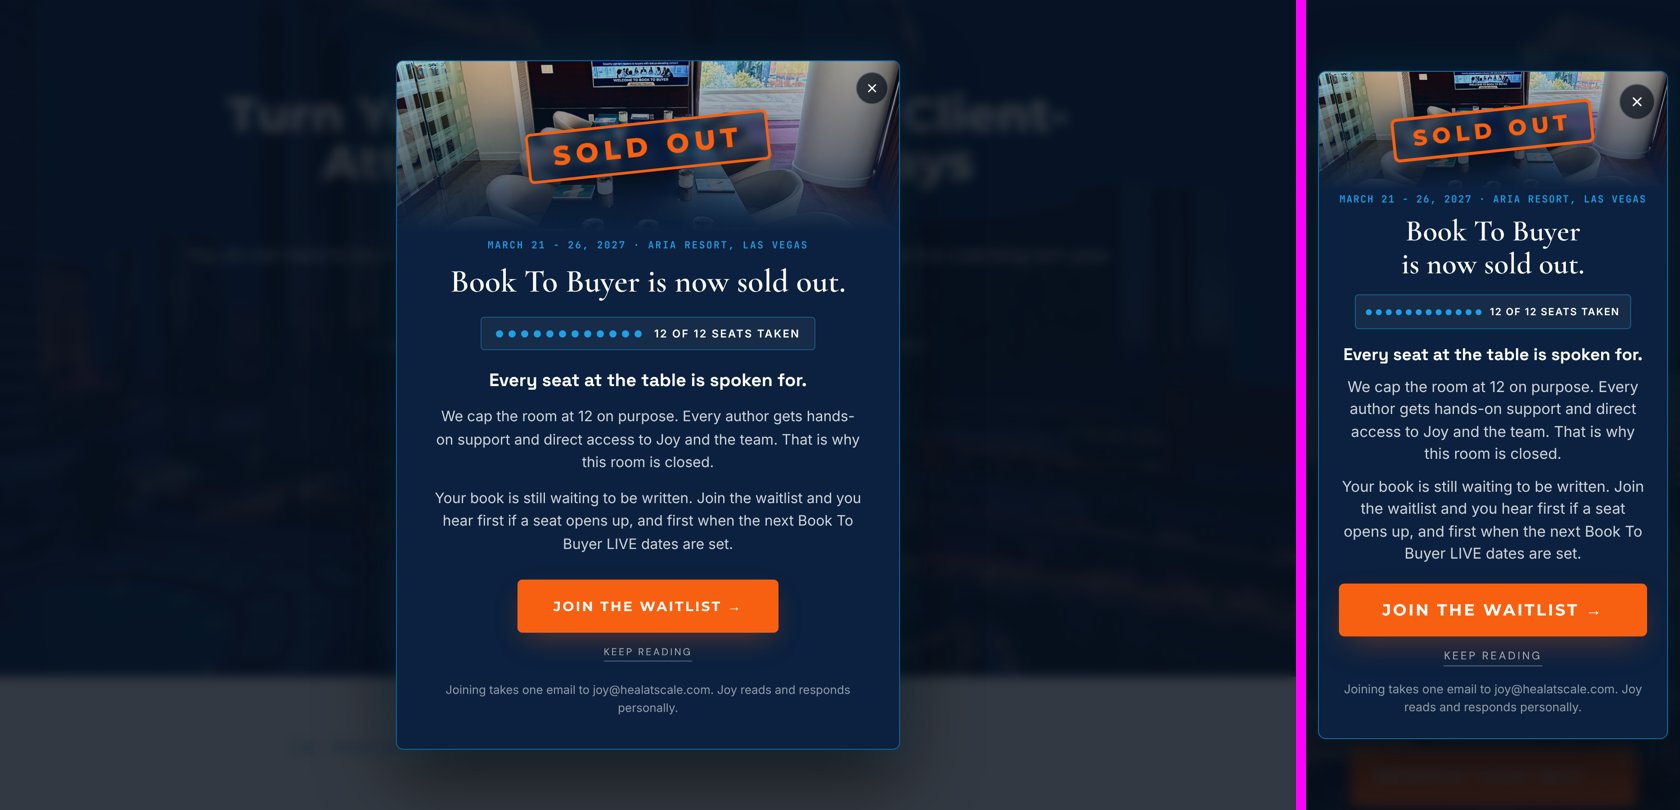 Turn Y
Client-
At
ys
WELCOME TO BOOK TO BUYER
SOLD OUT
MARCH 21 - 26, 2027 · ARIA RESORT, LAS VEGAS
Book To Buyer is now sold out.
12 OF 12 SEATS TAKEN
Every seat at the table is spoken for.
We cap the room at 12 on purpose. Every author gets hands-
on support and direct access to Joy and the team. That is why
this room is closed.
Your book is still waiting to be written. Join the waitlist and you
hear first if a seat opens up, and first when the next Book To
Buyer LIVE dates are set.
JOIN THE WAITLIST →
KEEP READING
Joining takes one email to joy@healatscale.com. Joy reads and responds
personally.
SOLD OUT
MARCH 21 - 26, 2027 · ARIA RESORT, LAS VEGAS
Book To Buyer
is now sold out.
12 OF 12 SEATS TAKEN
Every seat at the table is spoken for.
We cap the room at 12 on purpose. Every
author gets hands-on support and direct
access to Joy and the team. That is why
this room is closed.
Your book is still waiting to be written. Join
the waitlist and you hear first if a seat
opens up, and first when the next Book To
Buyer LIVE dates are set.
JOIN THE WAITLIST →
KEEP READING
Joining takes one email to joy@healatscale.com. Joy
reads and responds personally.